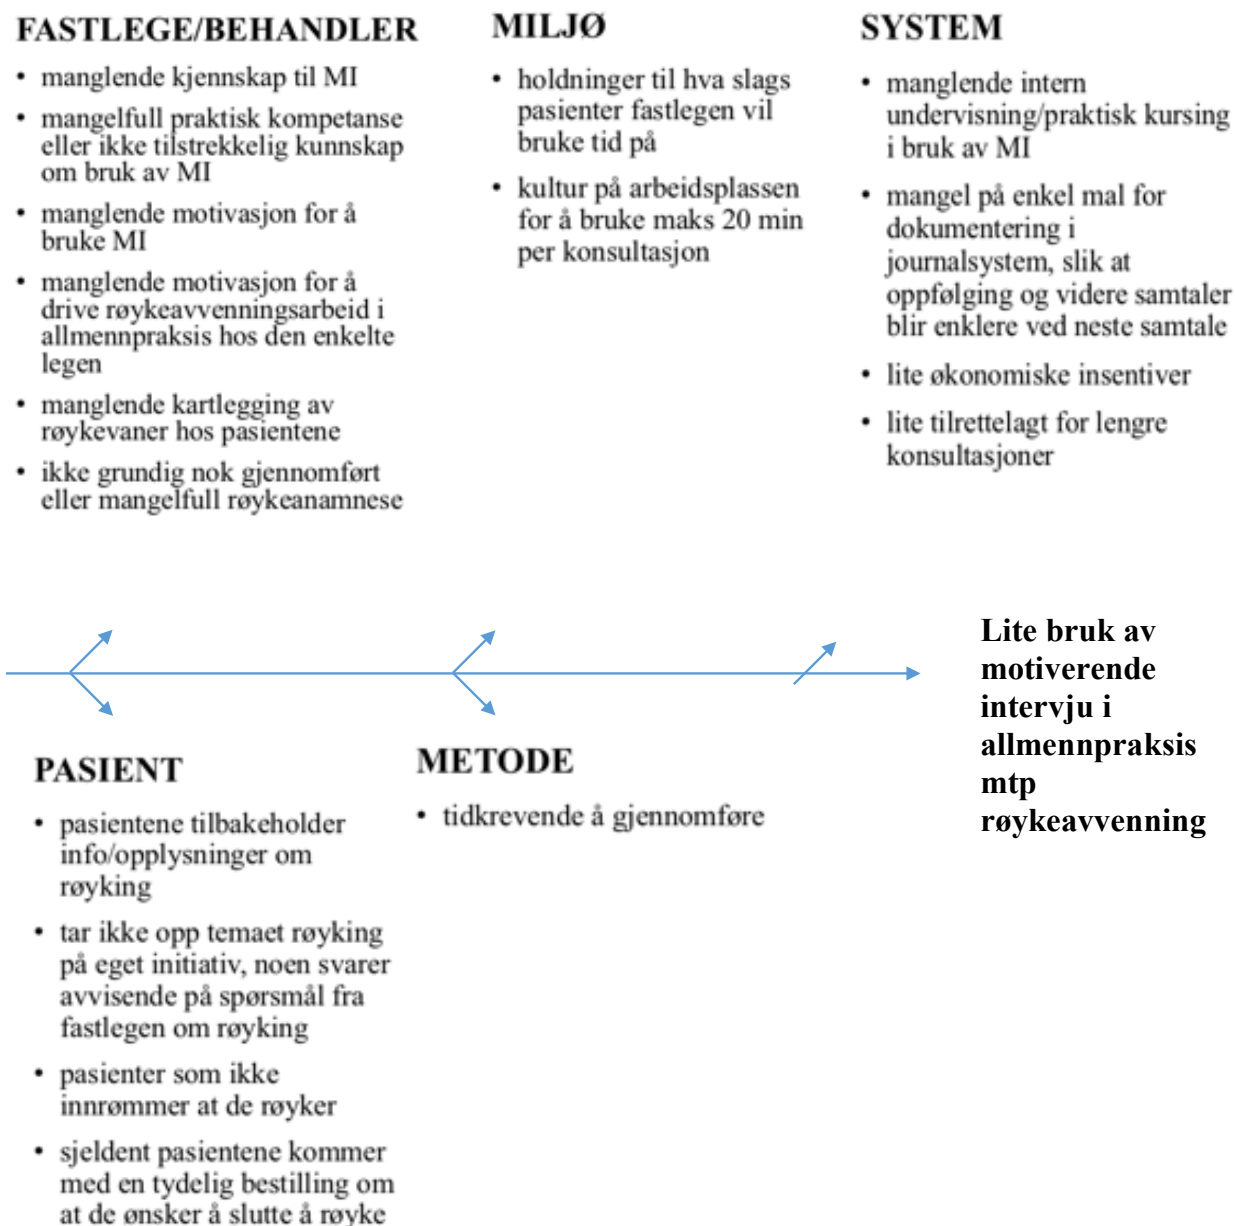 FASTLEGE/BEHANDLER
• manglende kjennskap til MI
• mangelfull praktisk kompetanse
eller ikke tilstrekkelig kunnskap
om bruk av MI
• manglende motivasjon for å
bruke MI
• manglende motivasjon for å
drive røykeavvenningsarbeid i
allmennpraksis hos den enkelte
legen
• manglende kartlegging av
røykevaner hos pasientene
• ikke grundig nok gjennomført
eller mangelfull røykeanamnese
MILJØ
• holdninger til hva slags
pasienter fastlegen vil
bruke tid på
• kultur på arbeidsplassen
for å bruke maks 20 min
per konsultasjon
SYSTEM
• manglende intern
undervisning/praktisk kursing
i bruk av MI
• mangel på enkel mal for
dokumentering i
journalsystem, slik at
oppfølging og videre samtaler
blir enklere ved neste samtale
• lite økonomiske insentiver
• lite tilrettelagt for lengre
konsultasjoner
Lite bruk av
motiverende
intervju i
allmennpraksis
mtp
røykeavvenning
PASIENT
• pasientene tilbakeholder
info/opplysninger om
røyking
• tar ikke opp temaet røyking
på eget initiativ, noen svarer
avvisende på spørsmål fra
fastlegen om røyking
• pasienter som ikke
innrømmer at de røyker
• sjeldent pasientene kommer
med en tydelig bestilling om
at de ønsker å slutte å røyke
METODE
• tidkrevende å gjennomføre